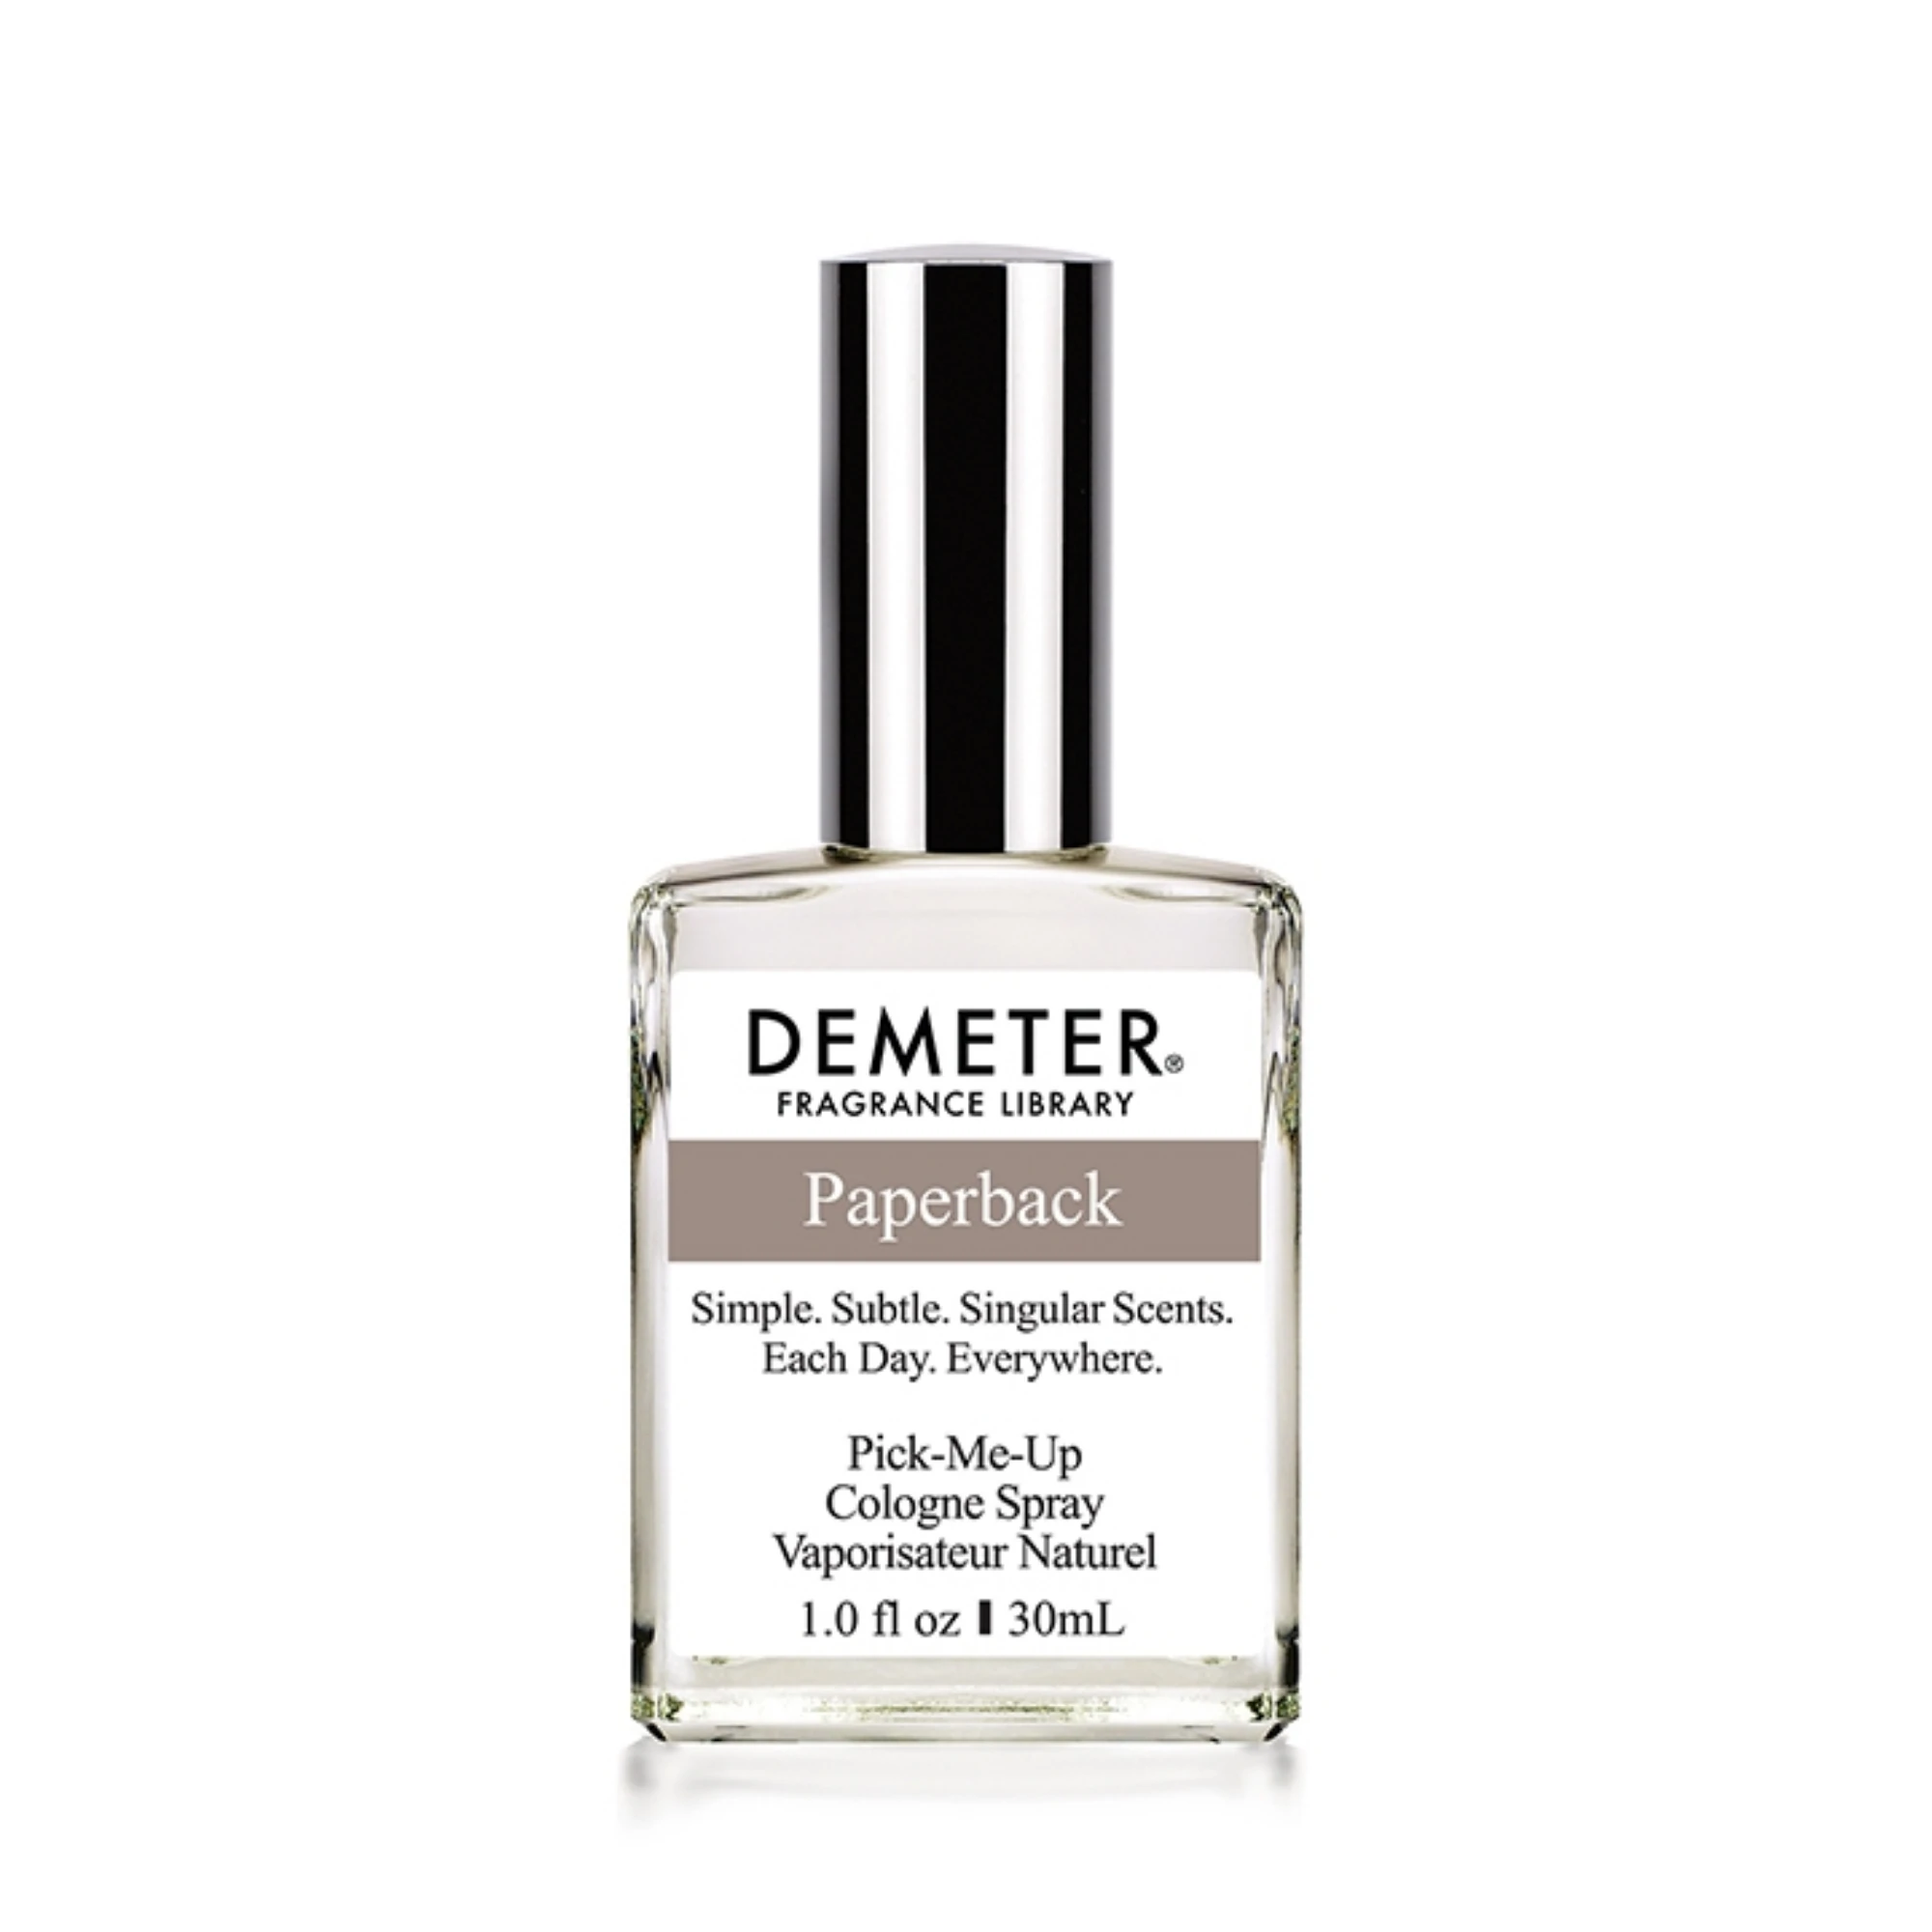 DEMETER®
FRAGRANCE LIBRARY
Paperback
Simple. Subtle. Singular Scents.
Each Day. Everywhere.
Pick-Me-Up
Cologne Spray
Vaporisateur Naturel
1.0 fl oz ❚ 30mL